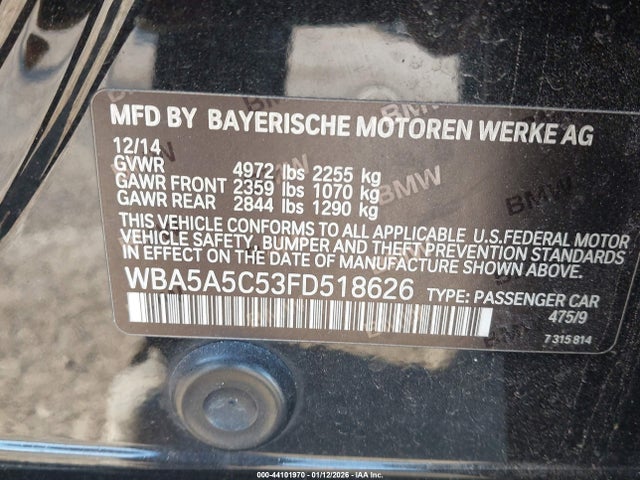 MFD BY BAYERISCHE MOTOREN WERKE AG
12/14
GVWR 4972 lbs 2255 kg
GAWR FRONT 2359 lbs 1070 kg
GAWR REAR 2844 lbs 1290 kg
THIS VEHICLE CONFORMS TO ALL APPLICABLE U.S.FEDERAL MOTOR
VEHICLE SAFETY, BUMPER AND THEFT PREVENTION STANDARDS
IN EFFECT ON THE DATE OF MANUFACTURE SHOWN ABOVE.
WBA5A5C53FD518626 TYPE: PASSENGER CAR
475/9
7 315 814
BMW
000-44101970 - 01/12/2026 - IAA Holdings, LLC